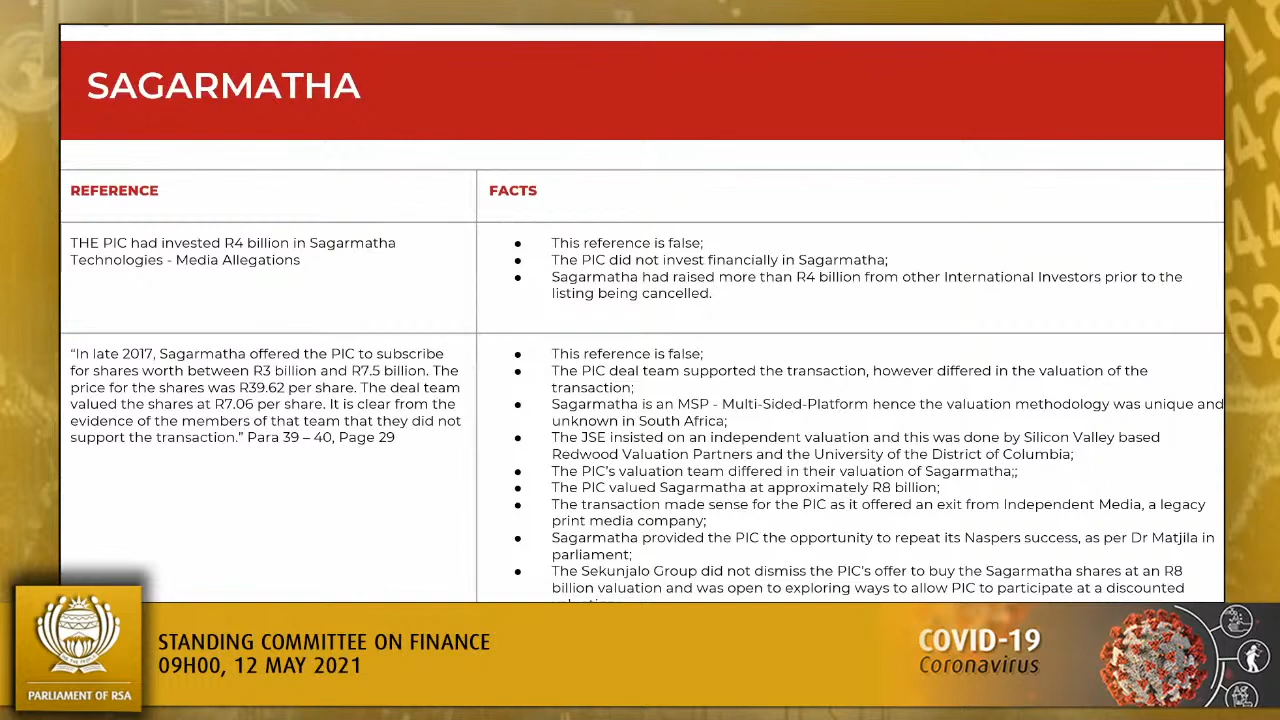 SAGARMATHA
REFERENCE
FACTS
THE PIC had invested R4 billion in Sagarmatha
Technologies - Media Allegations
● This reference is false;
● The PIC did not invest financially in Sagarmatha;
● Sagarmatha had raised more than R4 billion from other International Investors prior to the
listing being cancelled.
“In late 2017, Sagarmatha offered the PIC to subscribe
for shares worth between R3 billion and R7.5 billion. The
price for the shares was R39.62 per share. The deal team
valued the shares at R7.06 per share. It is clear from the
evidence of the members of that team that they did not
support the transaction.” Para 39 – 40, Page 29
● This reference is false;
● The PIC deal team supported the transaction, however differed in the valuation of the
transaction;
● Sagarmatha is an MSP - Multi-Sided-Platform hence the valuation methodology was unique and
unknown in South Africa;
● The JSE insisted on an independent valuation and this was done by Silicon Valley based
Redwood Valuation Partners and the University of the District of Columbia;
● The PIC’s valuation team differed in their valuation of Sagarmatha;;
● The PIC valued Sagarmatha at approximately R8 billion;
● The transaction made sense for the PIC as it offered an exit from Independent Media, a legacy
print media company;
● Sagarmatha provided the PIC the opportunity to repeat its Naspers success, as per Dr Matjila in
parliament;
● The Sekunjalo Group did not dismiss the PIC’s offer to buy the Sagarmatha shares at an R8
billion valuation and was open to exploring ways to allow PIC to participate at a discounted
PARLIAMENT OF RSA
STANDING COMMITTEE ON FINANCE
09H00, 12 MAY 2021
COVID-19
Coronavirus